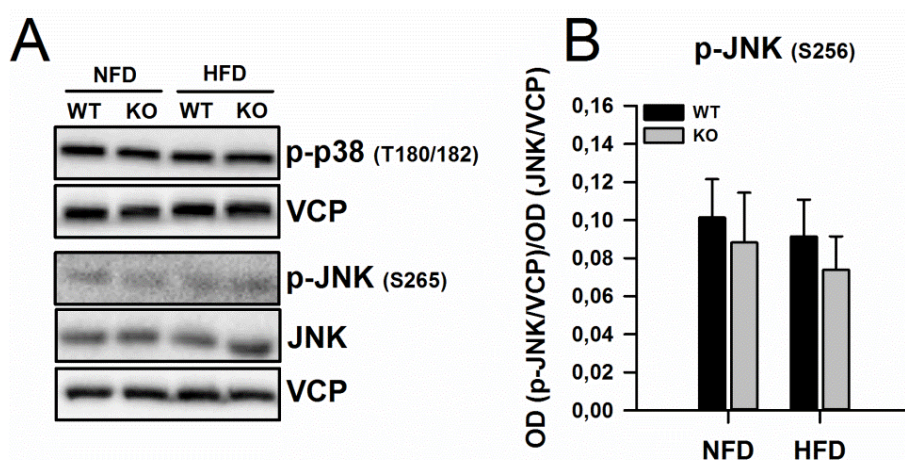 A
NFD HFD
WT KO WT KO
p-p38 (T180/182)
VCP
p-JNK (S265)
JNK
VCP
B
p-JNK (S256)
OD (p-JNK/VCP)/OD (JNK/VCP)
0,16
0,14
0,12
0,10
0,08
0,06
0,04
0,02
0,00
WT
KO
NFD HFD